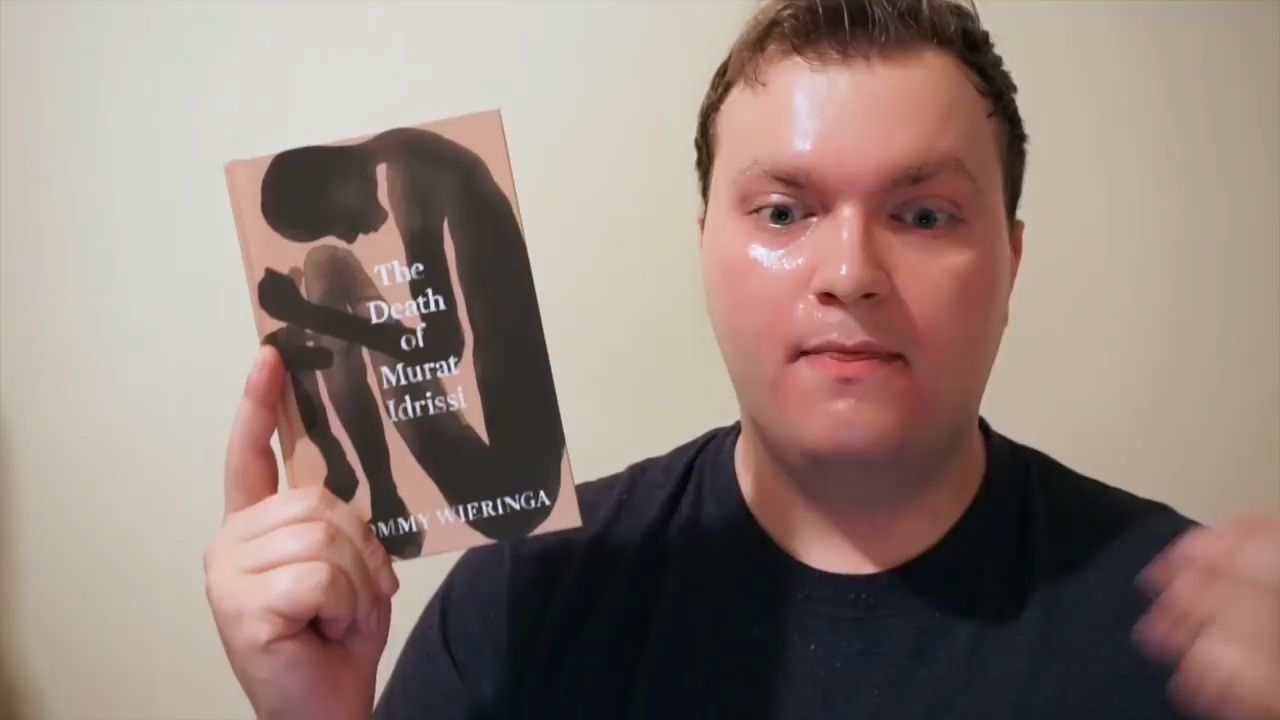 The
Death
of
Murat
Idrissi
OMMY WIERINGA